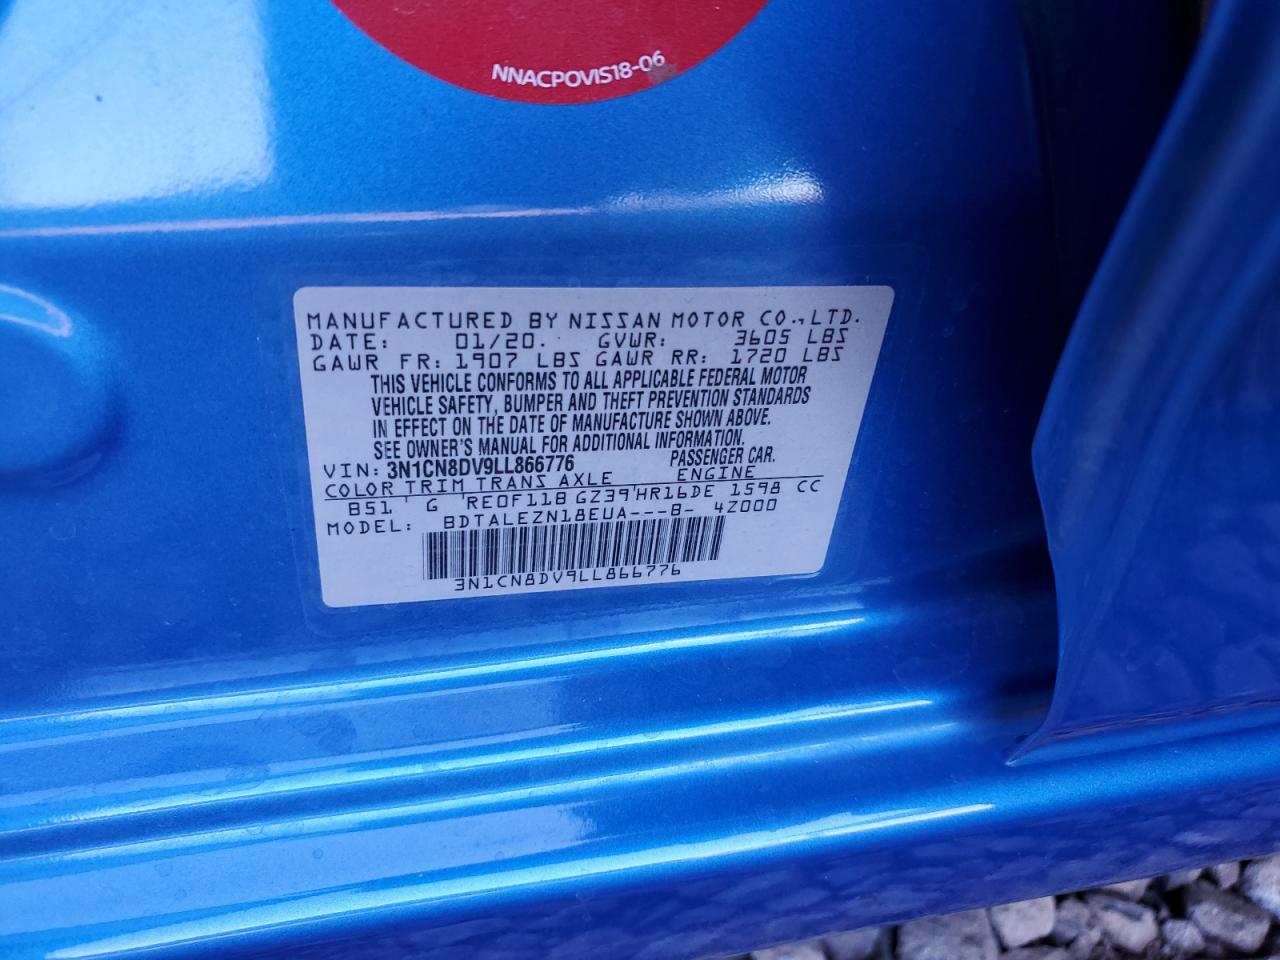 NNACPOVIS18-06
MANUFACTURED BY NISSAN MOTOR CO.,LTD.
DATE: 01/20. GVWR: 3605 LBS
GAWR FR: 1907 LBS GAWR RR: 1720 LBS
THIS VEHICLE CONFORMS TO ALL APPLICABLE FEDERAL MOTOR
VEHICLE SAFETY, BUMPER AND THEFT PREVENTION STANDARDS
IN EFFECT ON THE DATE OF MANUFACTURE SHOWN ABOVE.
SEE OWNER'S MANUAL FOR ADDITIONAL INFORMATION.
VIN: 3N1CN8DV9LL866776 PASSENGER CAR.
COLOR TRIM TRANS AXLE ENGINE
B51 G RE0F11B GZ39 HR16DE 1598 CC
MODEL: BDTALEZN18EUA---B- 4Z000
3N1CN8DV9LL866776